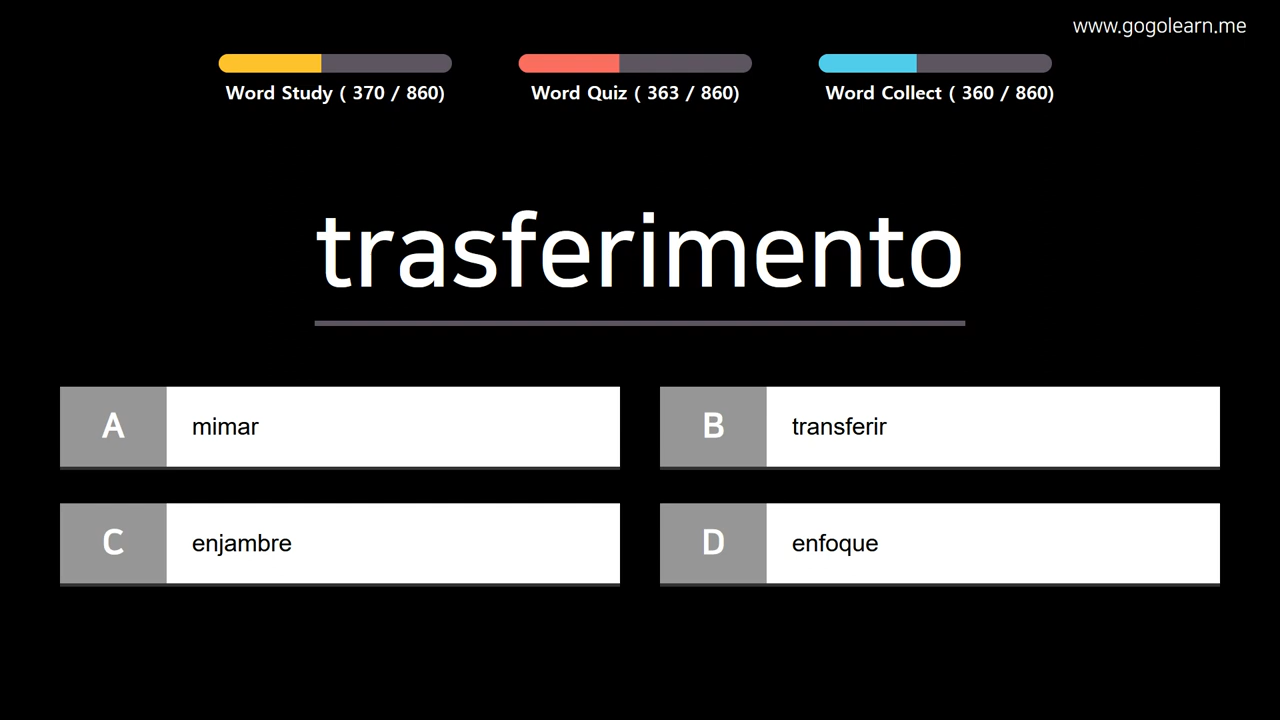 www.gogolearn.me
Word Study ( 370 / 860)
Word Quiz ( 363 / 860)
Word Collect ( 360 / 860)
trasferimento
A mimar
B transferir
C enjambre
D enfoque